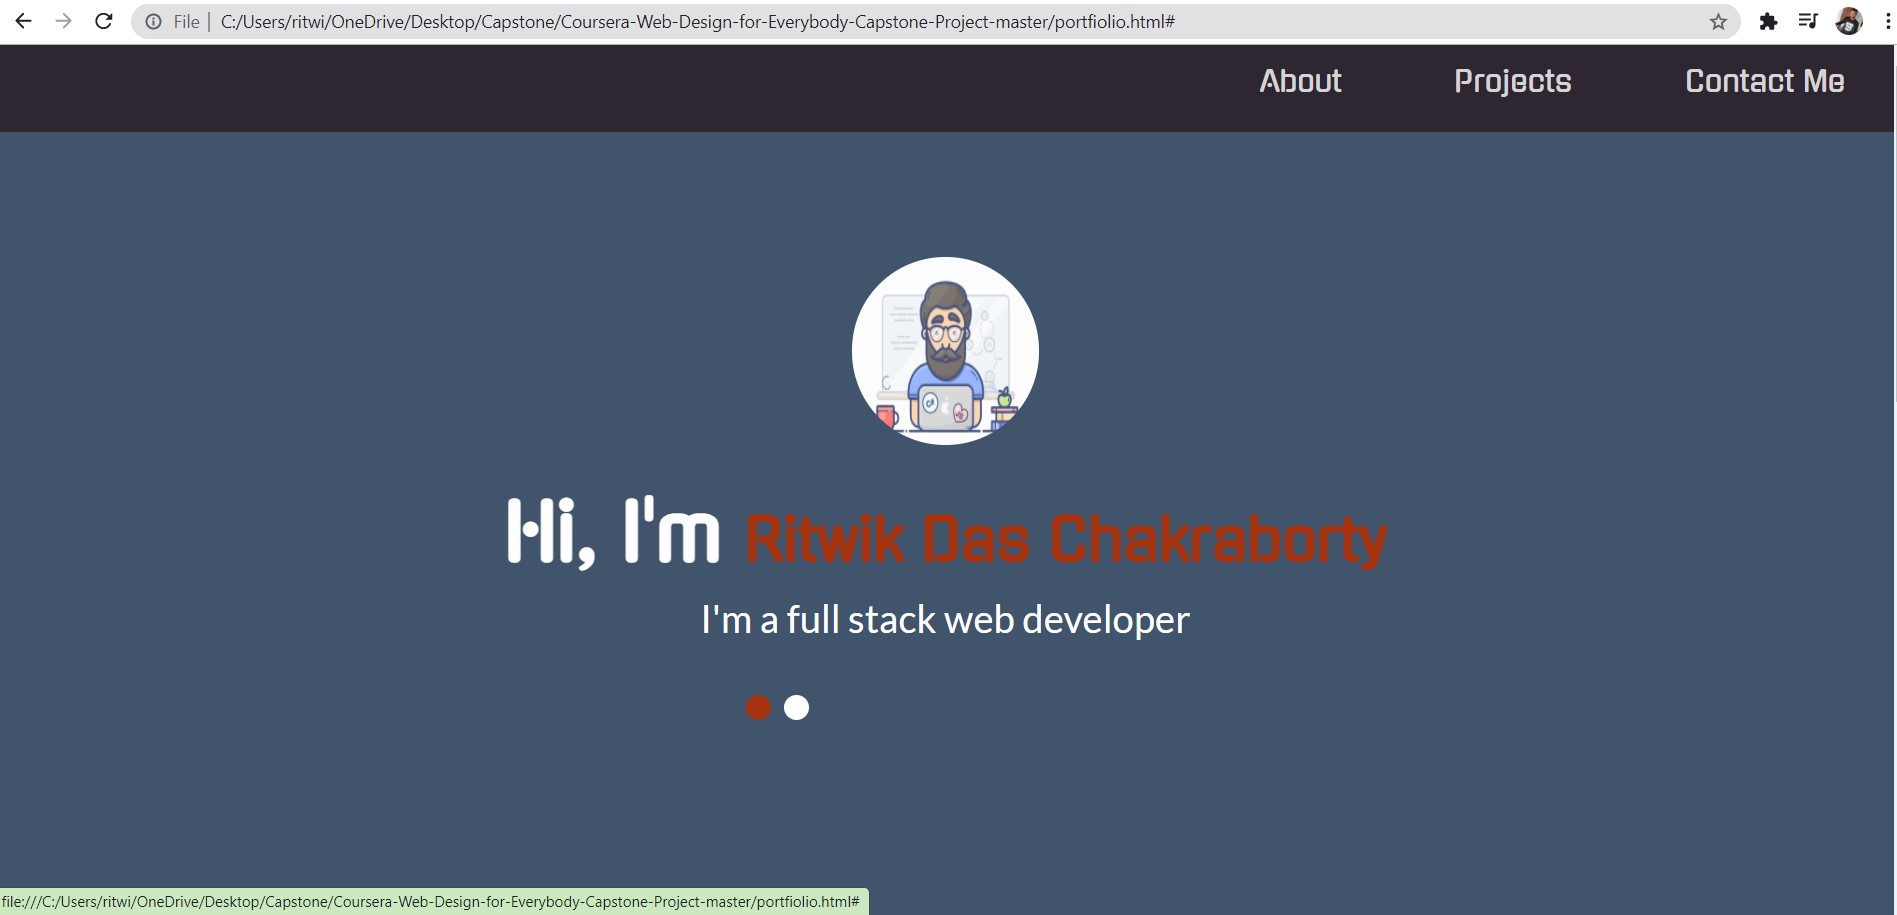 File | C:/Users/ritwi/OneDrive/Desktop/Capstone/Coursera-Web-Design-for-Everybody-Capstone-Project-master/portfiolio.html#
About Projects Contact Me
Hi, I'm Ritwik Das Chakraborty
I'm a full stack web developer
file:///C:/Users/ritwi/OneDrive/Desktop/Capstone/Coursera-Web-Design-for-Everybody-Capstone-Project-master/portfiolio.html#